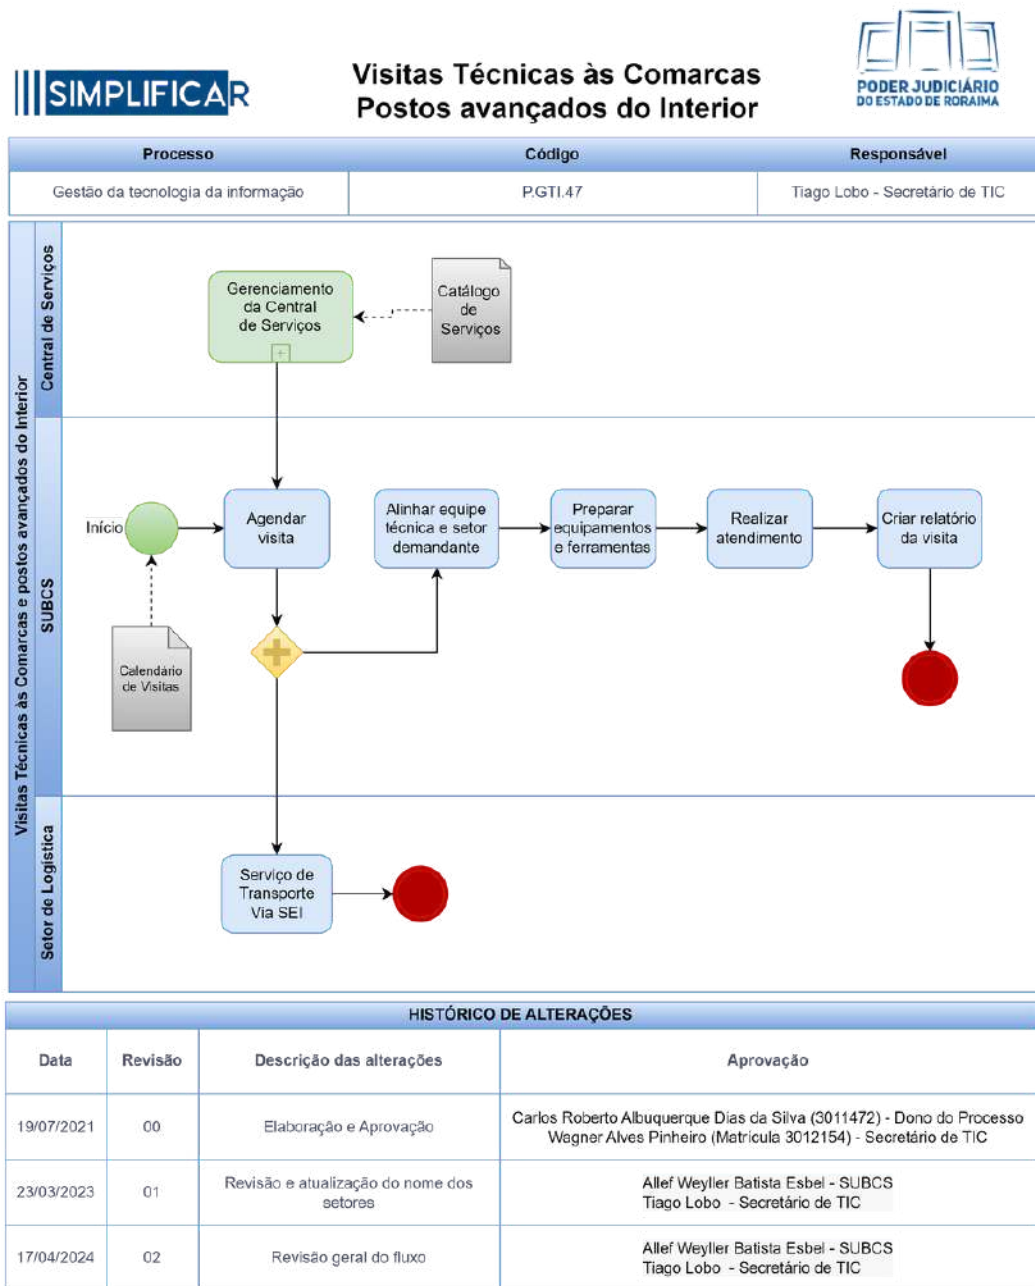 SIMPLIFICAR
Visitas Técnicas às Comarcas
Postos avançados do Interior
PODER JUDICIÁRIO
DO ESTADO DE RORAIMA
Processo
Código
Responsável
Gestão da tecnologia da informação
P.GTI.47
Tiago Lobo - Secretário de TIC
Visitas Técnicas às Comarcas e postos avançados do Interior
Central de Serviços
Gerenciamento
da Central
de Serviços
Catálogo
de
Serviços
SUBCS
Início
Agendar
visita
Alinhar equipe
técnica e setor
demandante
Preparar
equipamentos
e ferramentas
Realizar
atendimento
Criar relatório
da visita
Calendário
de Visitas
Setor de Logística
Serviço de
Transporte
Via SEI
HISTÓRICO DE ALTERAÇÕES
Data
Revisão
Descrição das alterações
Aprovação
19/07/2021
00
Elaboração e Aprovação
Carlos Roberto Albuquerque Dias da Silva (3011472) - Dono do Processo
Wagner Alves Pinheiro (Matricula 3012154) - Secretário de TIC
23/03/2023
01
Revisão e atualização do nome dos
setores
Allef Weyller Batista Esbel - SUBCS
Tiago Lobo - Secretário de TIC
17/04/2024
02
Revisão geral do fluxo
Allef Weyller Batista Esbel - SUBCS
Tiago Lobo - Secretário de TIC